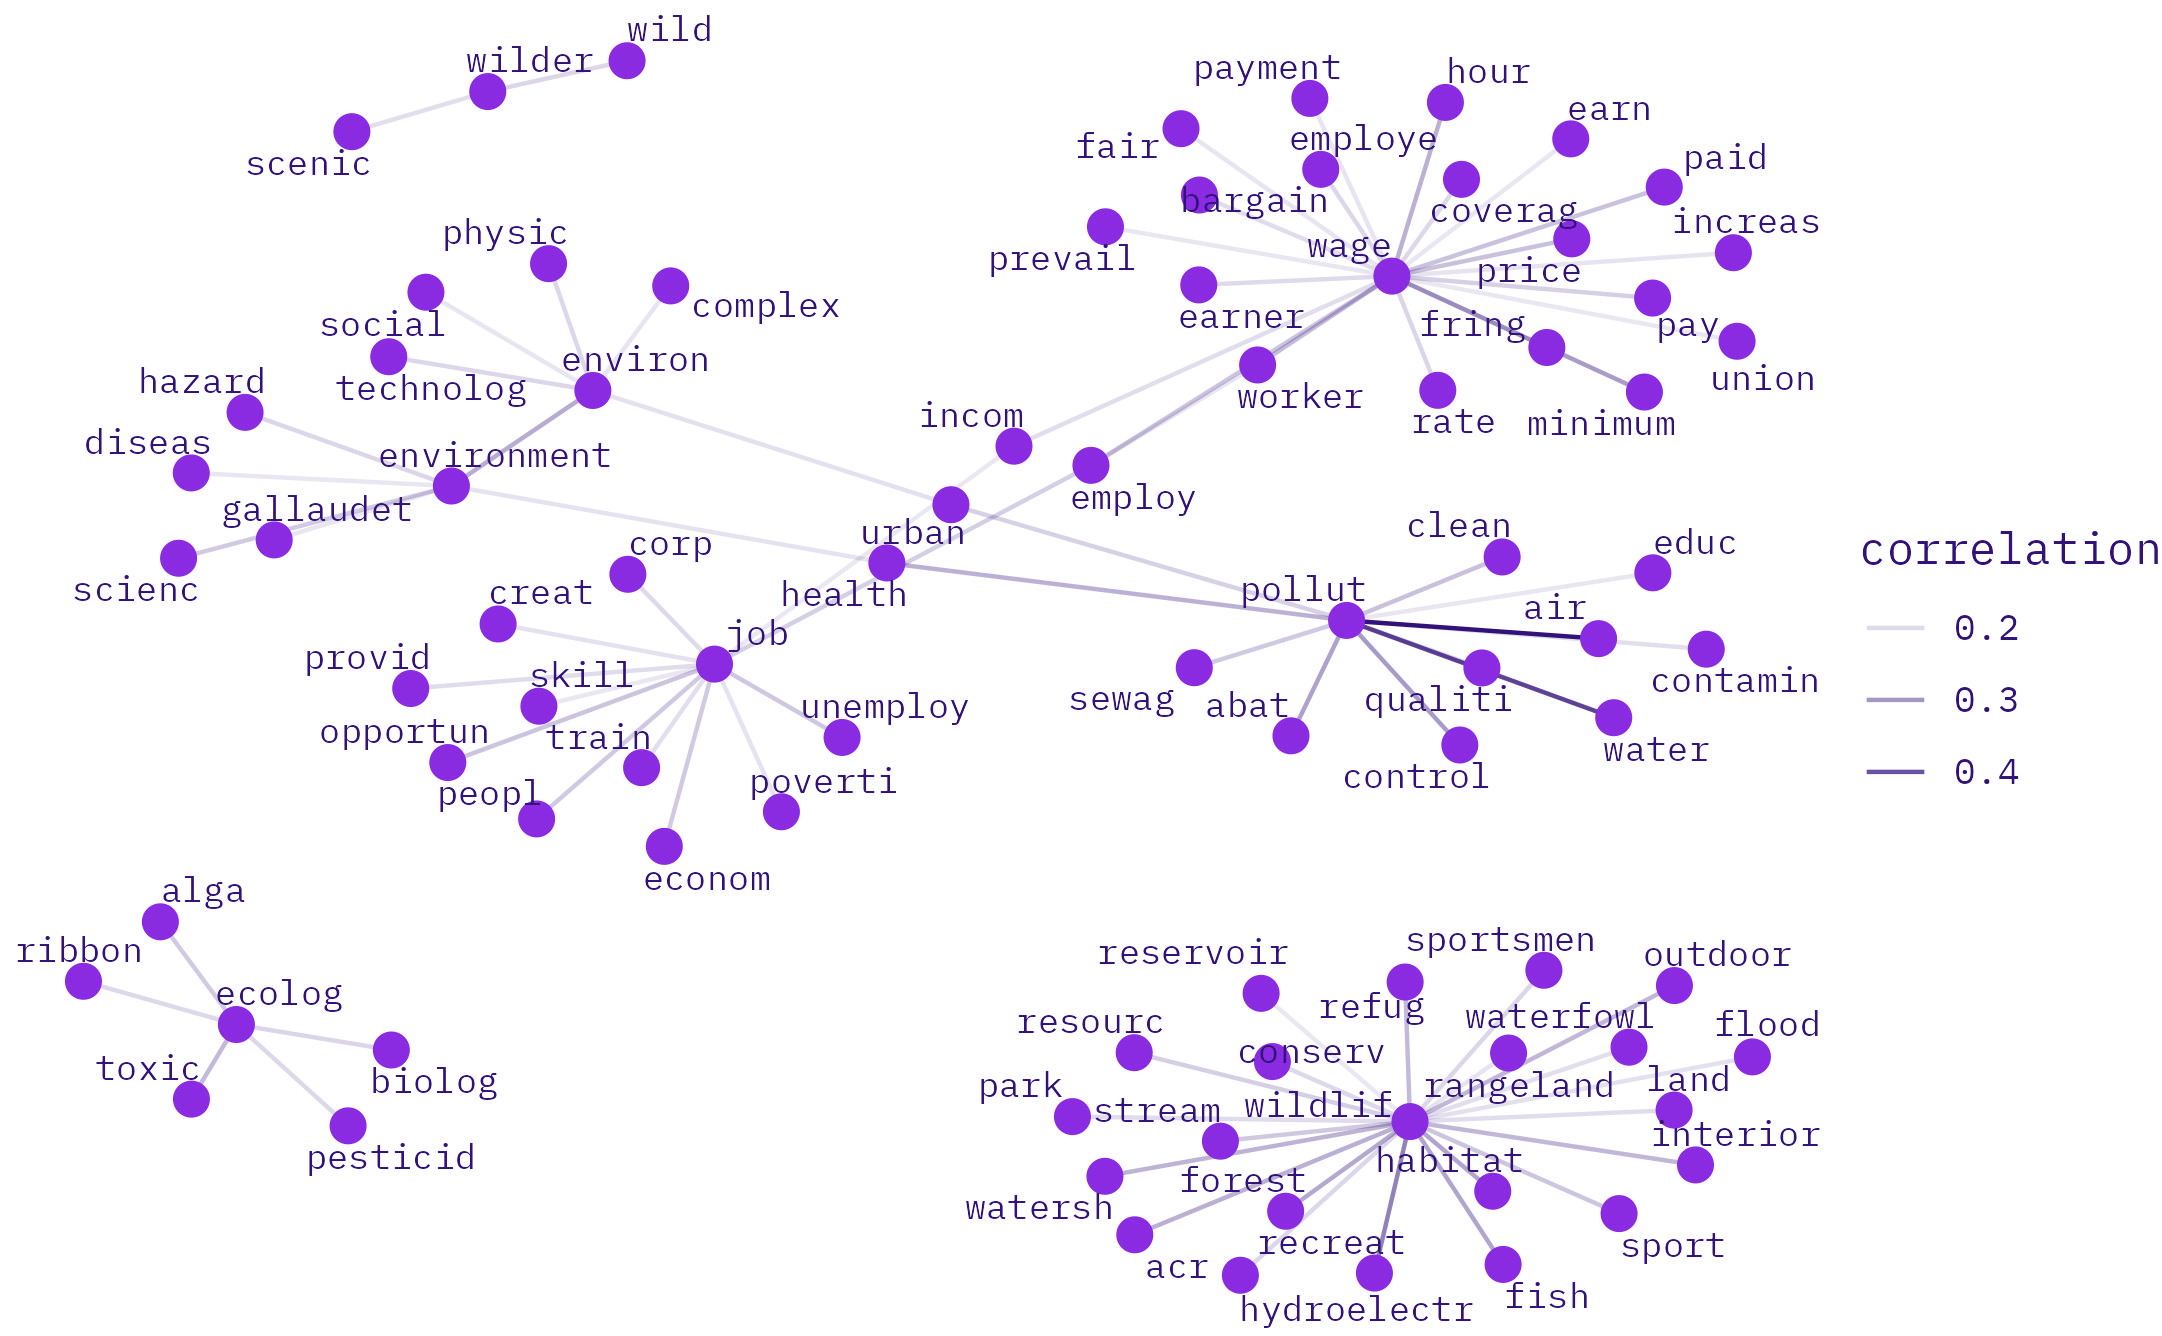 wild
wilder
scenic
payment
hour
earn
fair
employe
paid
bargain
coverag
increas
prevail
wage
price
earner
fring
pay
union
worker
rate
minimum
physic
complex
social
environ
technolog
hazard
diseas
environment
gallaudet
scienc
incom
employ
urban
health
corp
creat
job
provid
skill
unemploy
opportun
train
poverti
peopl
econom
clean
educ
pollut
air
contamin
sewag
abat
qualiti
water
control
correlation
0.2
0.3
0.4
alga
ribbon
ecolog
toxic
biolog
pesticid
reservoir
sportsmen
outdoor
refug
waterfowl
flood
resourc
conserv
rangeland
land
park
stream
wildlif
interior
habitat
forest
watersh
recreat
sport
acr
hydroelectr
fish